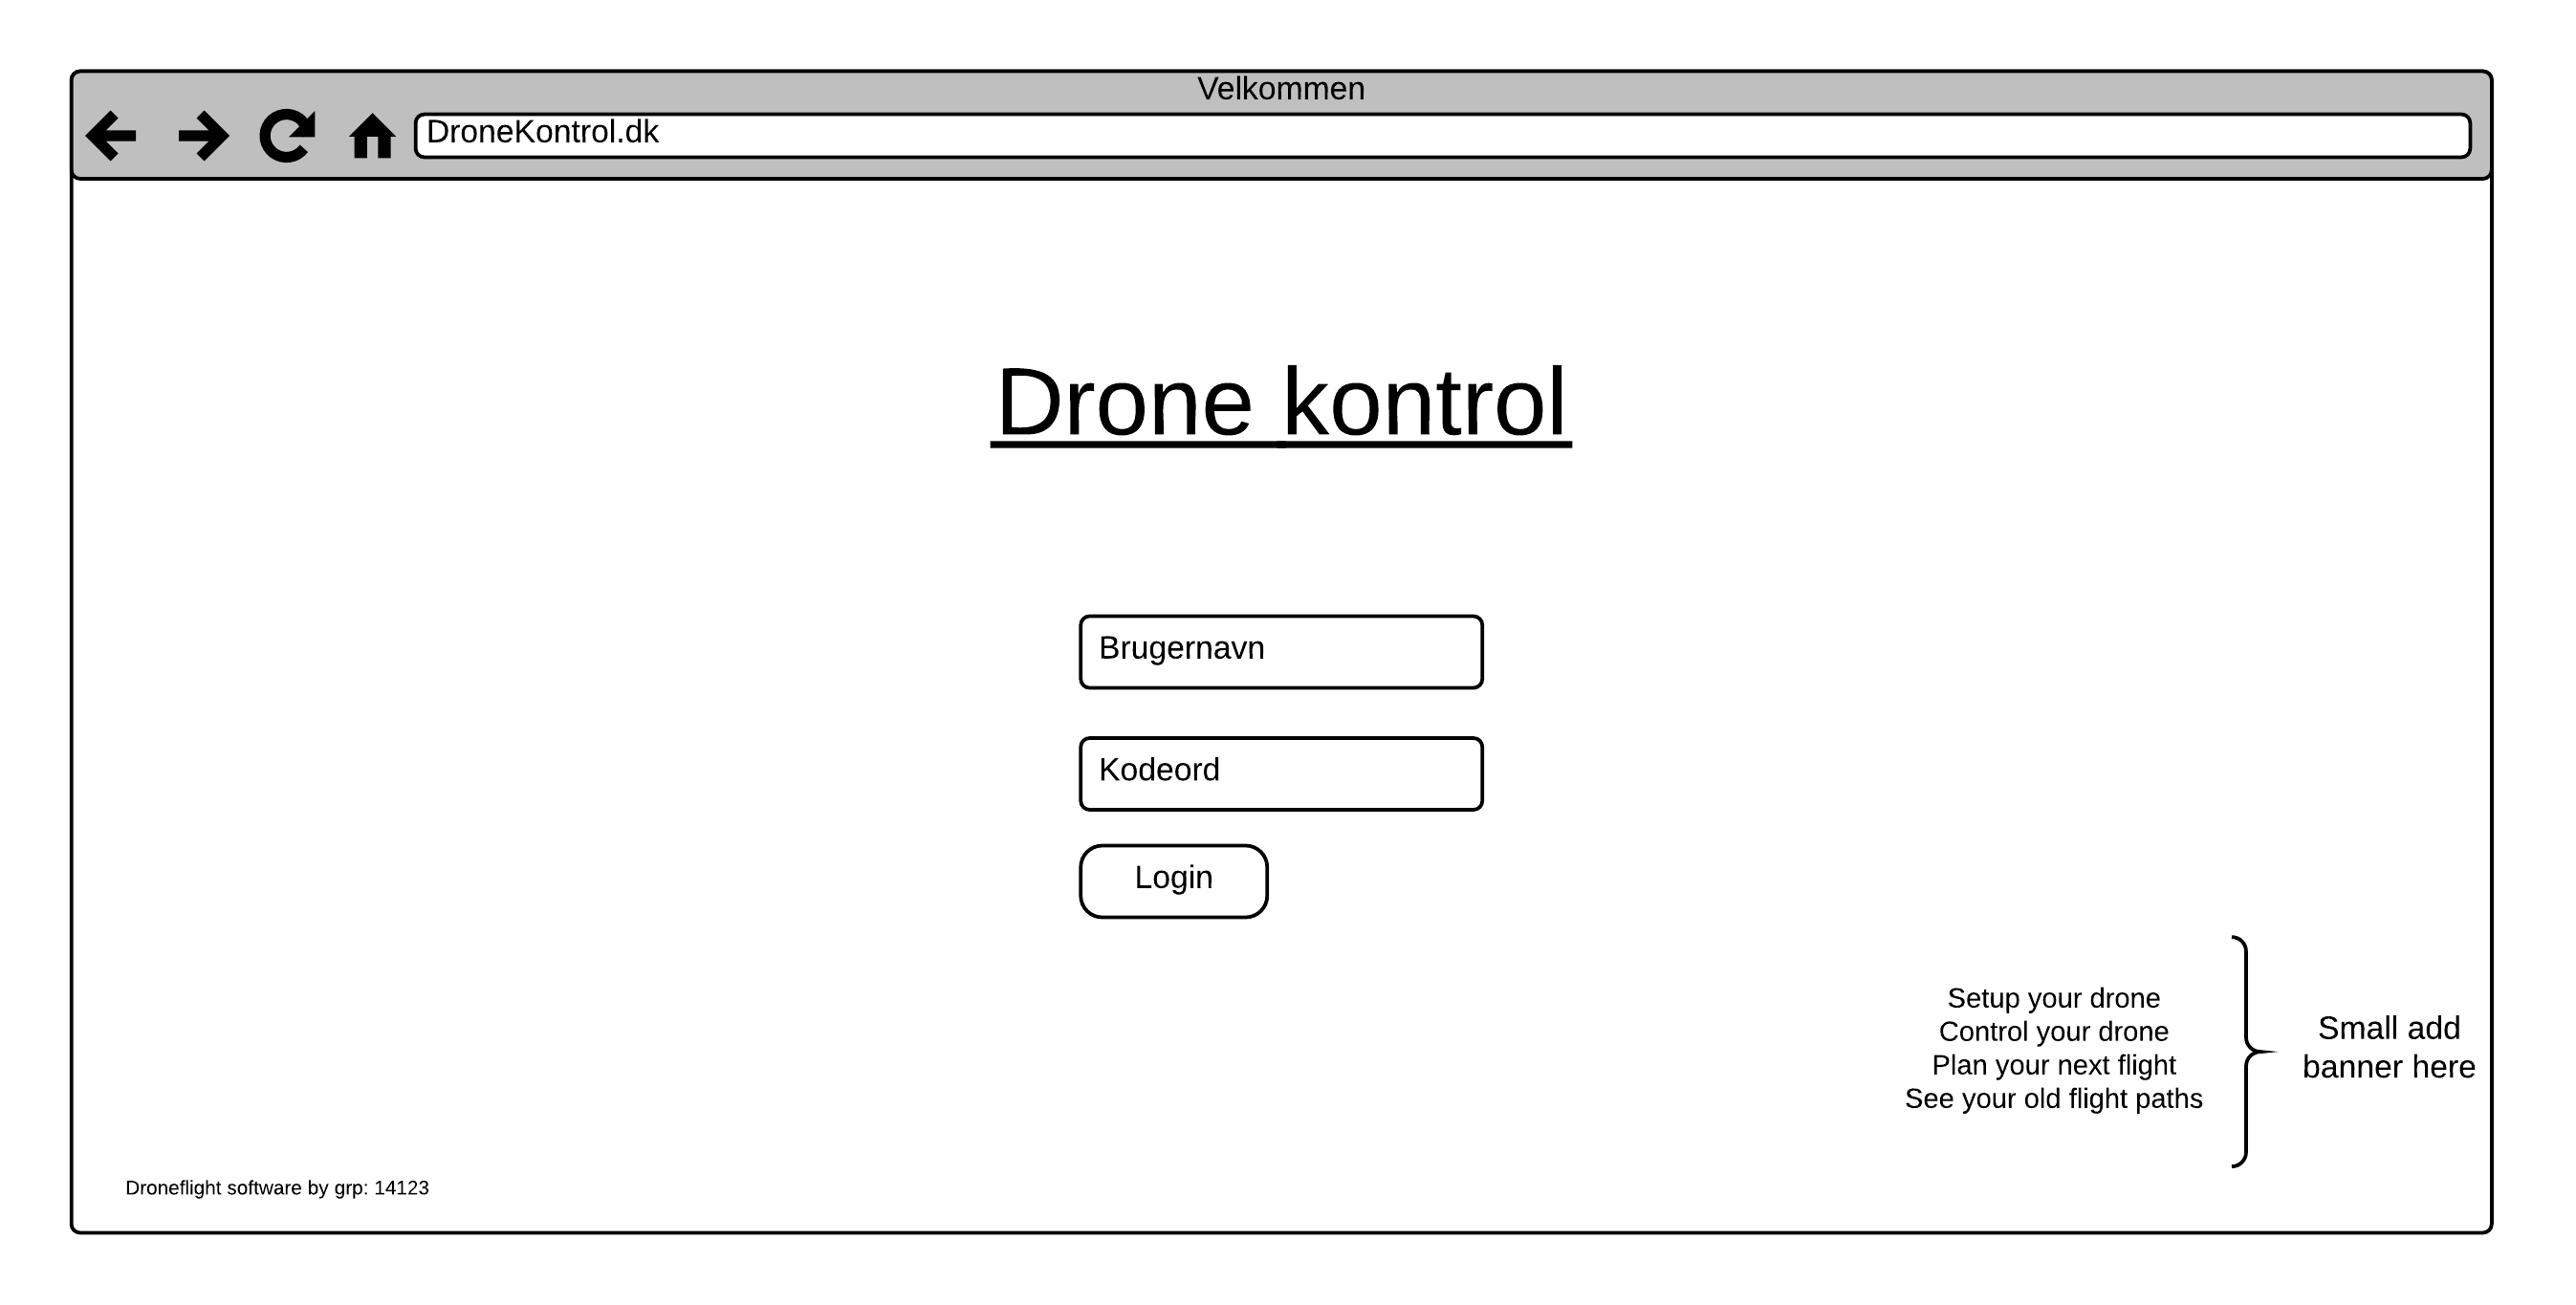 Velkommen
DroneKontrol.dk
Drone kontrol
Brugernavn
Kodeord
Login
Setup your drone
Control your drone
Plan your next flight
See your old flight paths
Small add
banner here
Droneflight software by grp: 14123